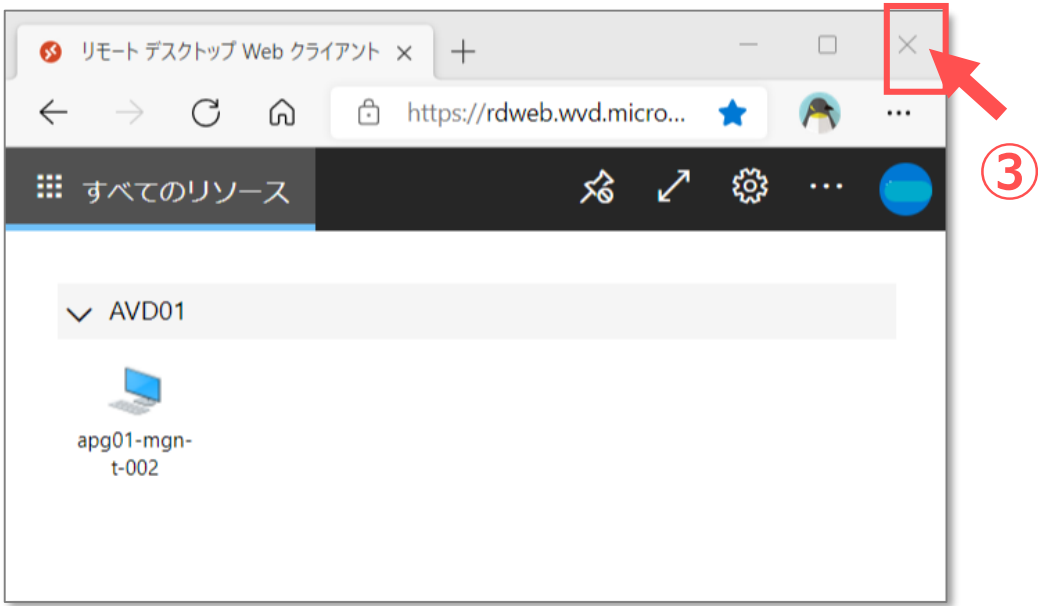 リモート デスクトップ Web クライアント
https://rdweb.wvd.micro...
③
すべてのリソース
AVD01
apg01-mgn-
t-002